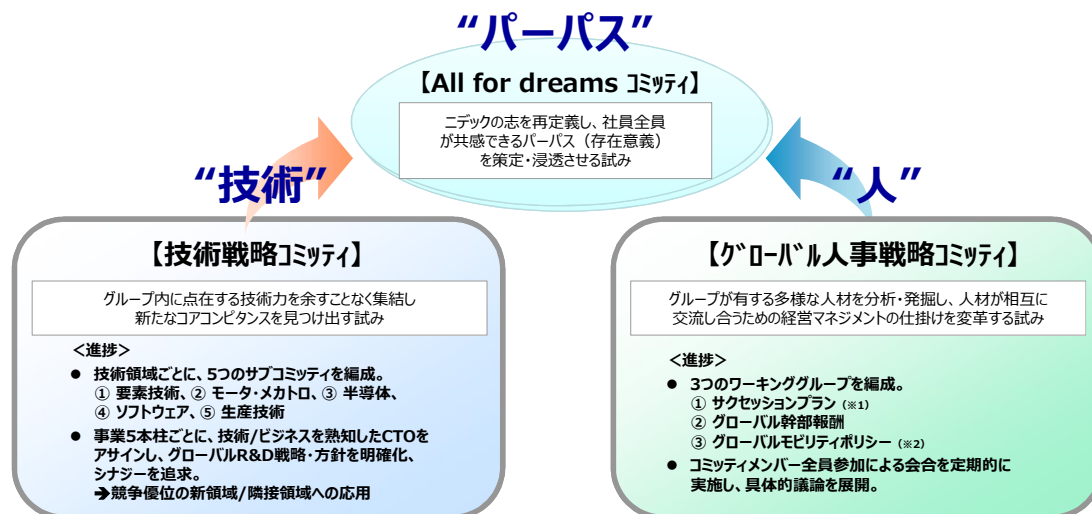 “パーパス”
【All for dreams ｺﾐｯﾃｨ】
ニデックの志を再定義し、社員全員
が共感できるパーパス（存在意義）
を策定・浸透させる試み
“技術”
“人”
【技術戦略ｺﾐｯﾃｨ】
グループ内に点在する技術力を余すことなく集結し
新たなコアコンピタンスを見つけ出す試み
＜進捗＞
● 技術領域ごとに、5つのサブコミッティを編成。
① 要素技術、② モータ・メカトロ、③ 半導体、
④ ソフトウェア、⑤ 生産技術
● 事業5本柱ごとに、技術/ビジネスを熟知したCTOを
アサインし、グローバルR&D戦略・方針を明確化、
シナジーを追求。
➔競争優位の新領域/隣接領域への応用
【ｸﾞﾛｰﾊﾞﾙ人事戦略ｺﾐｯﾃｨ】
グループが有する多様な人材を分析・発掘し、人材が相互に
交流し合うための経営マネジメントの仕掛けを変革する試み
＜進捗＞
● 3つのワーキンググループを編成。
① サクセッションプラン（※1）
② グローバル幹部報酬
③ グローバルモビリティポリシー（※2）
● コミッティメンバー全員参加による会合を定期的に
実施し、具体的議論を展開。